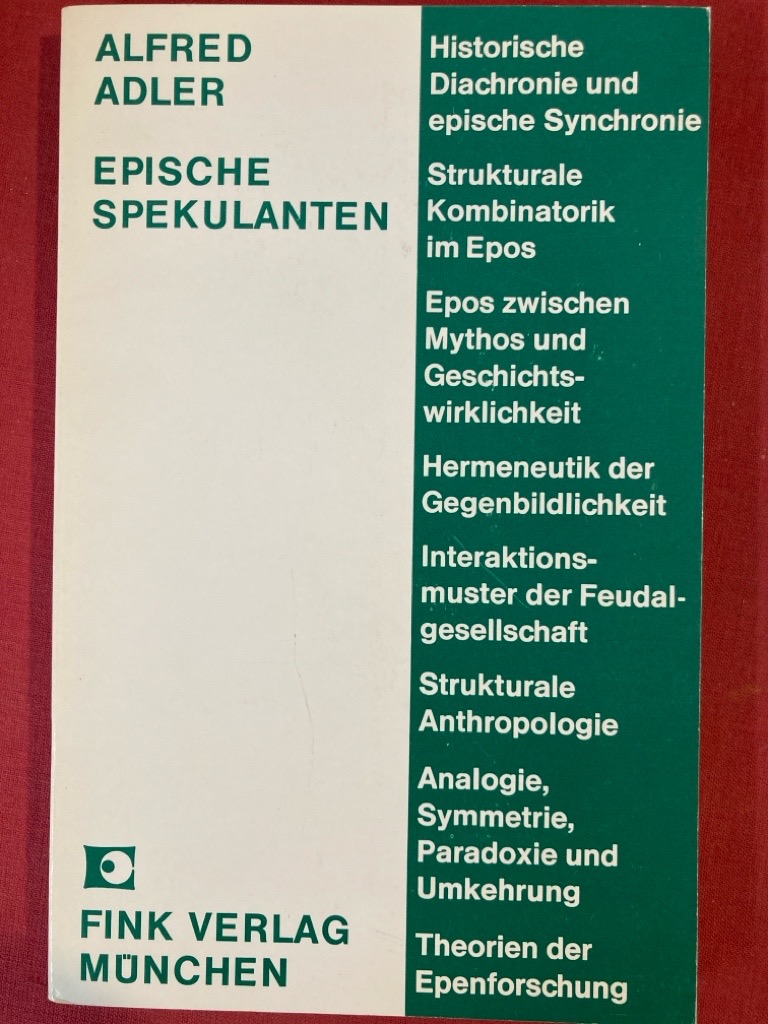 ALFRED
ADLER
EPISCHE
SPEKULANTEN
FINK VERLAG
MÜNCHEN
Historische
Diachronie und
epische Synchronie
Strukturale
Kombinatorik
im Epos
Epos zwischen
Mythos und
Geschichts-
wirklichkeit
Hermeneutik der
Gegenbildlichkeit
Interaktions-
muster der Feudal-
gesellschaft
Strukturale
Anthropologie
Analogie,
Symmetrie,
Paradoxie und
Umkehrung
Theorien der
Epenforschung